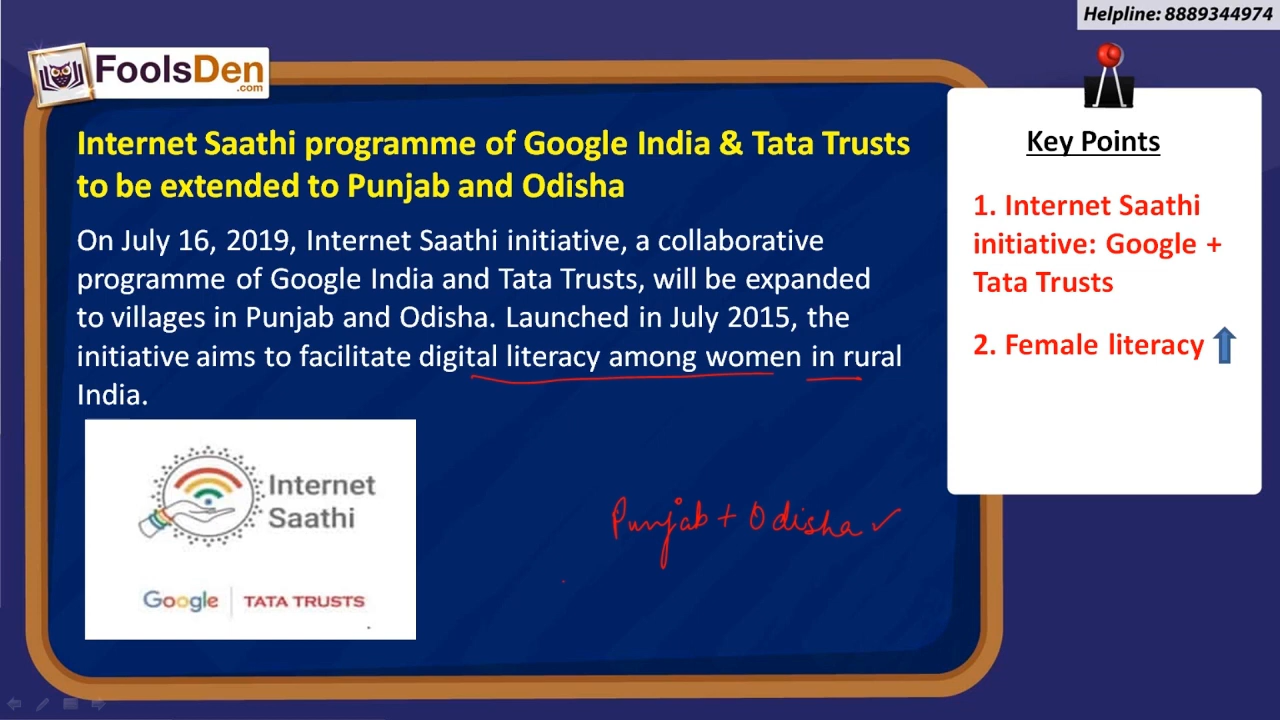 Helpline: 8889344974
FoolsDen
.com
Internet Saathi programme of Google India & Tata Trusts
to be extended to Punjab and Odisha
On July 16, 2019, Internet Saathi initiative, a collaborative
programme of Google India and Tata Trusts, will be expanded
to villages in Punjab and Odisha. Launched in July 2015, the
initiative aims to facilitate digital literacy among women in rural
India.
Internet
Saathi
Google | TATA TRUSTS
Punjab + Odisha ✓
Key Points
1. Internet Saathi
initiative: Google +
Tata Trusts
2. Female literacy